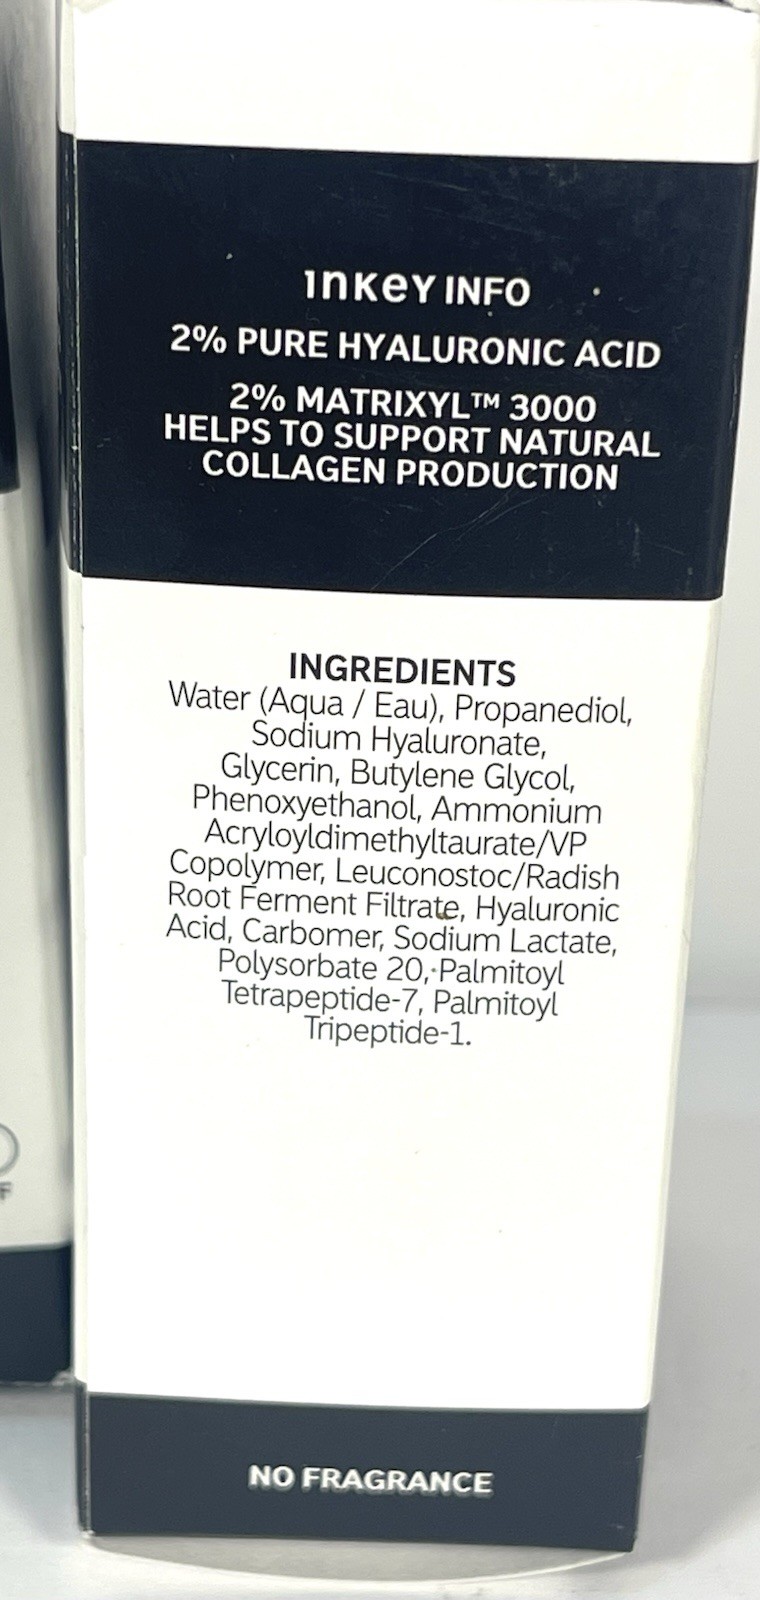 ınkeY INFO
2% PURE HYALURONIC ACID
2% MATRIXYL™ 3000
HELPS TO SUPPORT NATURAL
COLLAGEN PRODUCTION
INGREDIENTS
Water (Aqua / Eau), Propanediol,
Sodium Hyaluronate,
Glycerin, Butylene Glycol,
Phenoxyethanol, Ammonium
Acryloyldimethyltaurate/VP
Copolymer, Leuconostoc/Radish
Root Ferment Filtrate, Hyaluronic
Acid, Carbomer, Sodium Lactate,
Polysorbate 20, Palmitoyl
Tetrapeptide-7, Palmitoyl
Tripeptide-1.
NO FRAGRANCE